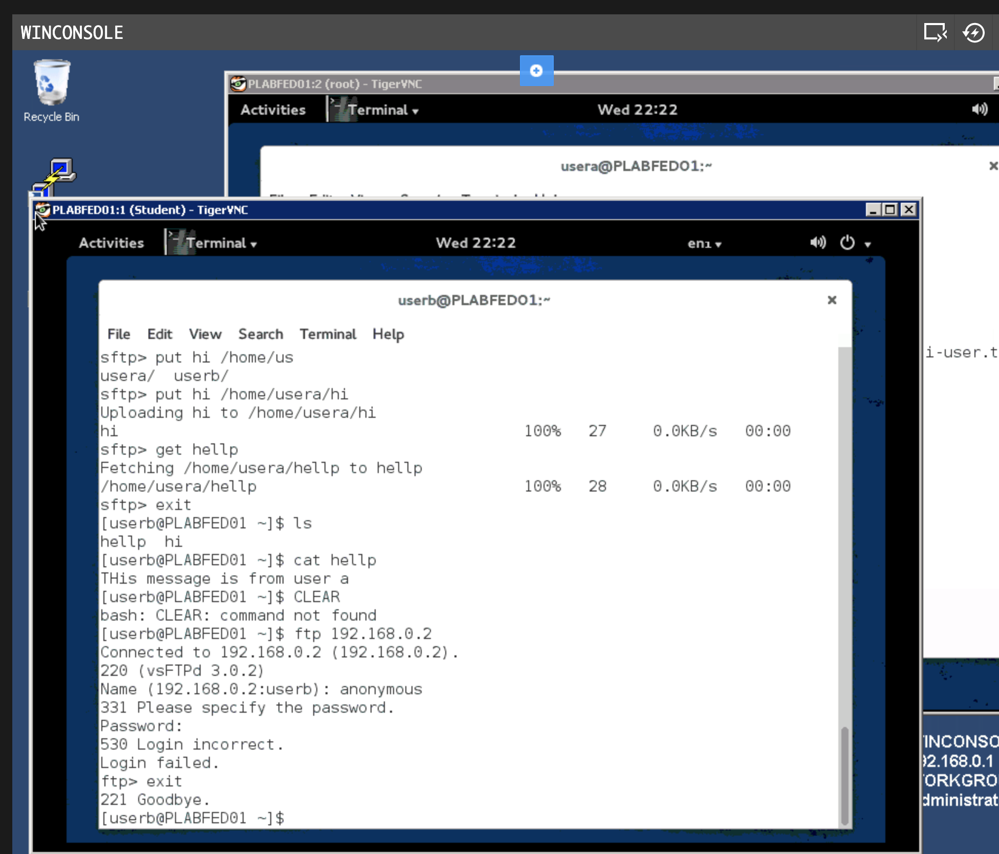 WINCONSOLE
Recycle Bin
PLABFED01:2 (root) - TigerVNC
Activities Terminal Wed 22:22
usera@PLABFEDO1:~
PLABFED01:1 (Student) - TigerVNC
Activities Terminal Wed 22:22 en1
userb@PLABFEDO1:~
File Edit View Search Terminal Help
sftp> put hi /home/us
usera/ userb/
sftp> put hi /home/usera/hi
Uploading hi to /home/usera/hi
hi 100% 27 0.0KB/s 00:00
sftp> get hellp
Fetching /home/usera/hellp to hellp
/home/usera/hellp 100% 28 0.0KB/s 00:00
sftp> exit
[userb@PLABFED01 ~]$ ls
hellp hi
[userb@PLABFED01 ~]$ cat hellp
THis message is from user a
[userb@PLABFED01 ~]$ CLEAR
bash: CLEAR: command not found
[userb@PLABFED01 ~]$ ftp 192.168.0.2
Connected to 192.168.0.2 (192.168.0.2).
220 (vsFTPd 3.0.2)
Name (192.168.0.2:userb): anonymous
331 Please specify the password.
Password:
530 Login incorrect.
Login failed.
ftp> exit
221 Goodbye.
[userb@PLABFED01 ~]$
i-user.t
INCONSO
2.168.0.1
ORKGRO
dministrat